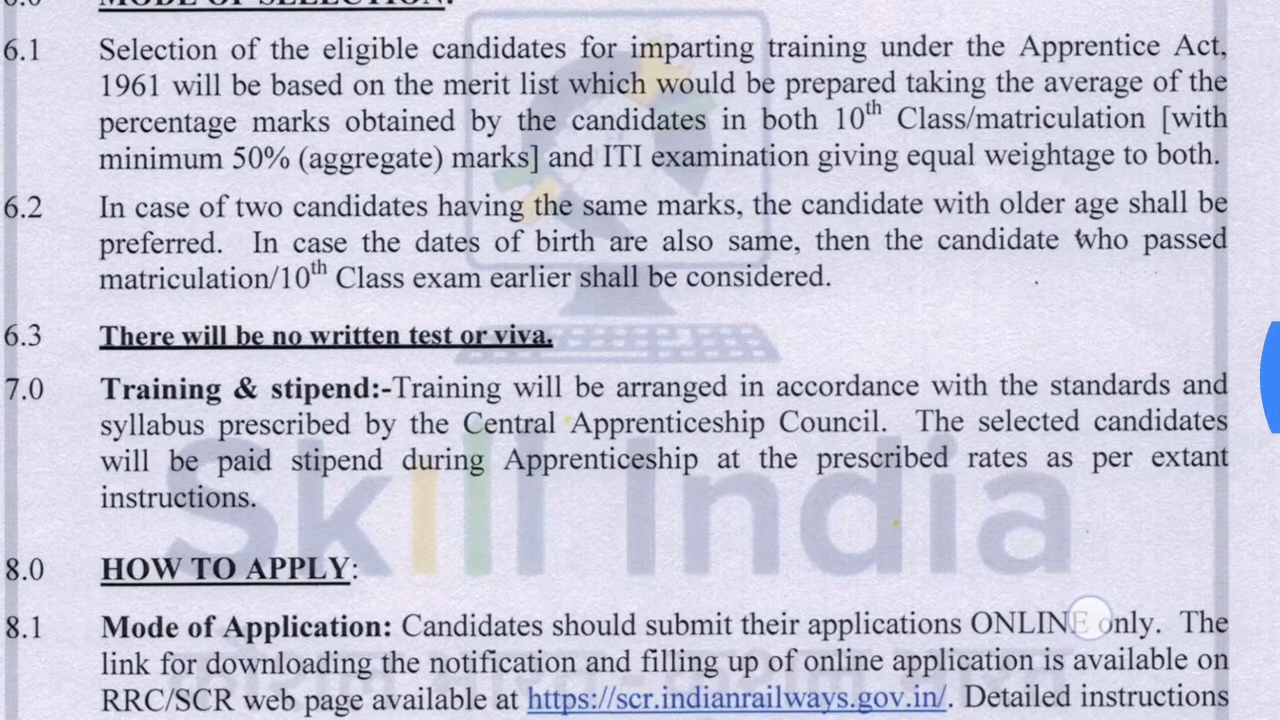 6.0 MODE OF SELECTION:
6.1 Selection of the eligible candidates for imparting training under the Apprentice Act,
1961 will be based on the merit list which would be prepared taking the average of the
percentage marks obtained by the candidates in both 10th Class/matriculation [with
minimum 50% (aggregate) marks] and ITI examination giving equal weightage to both.
6.2 In case of two candidates having the same marks, the candidate with older age shall be
preferred. In case the dates of birth are also same, then the candidate who passed
matriculation/10th Class exam earlier shall be considered.
6.3 There will be no written test or viva.
7.0 Training & stipend:-Training will be arranged in accordance with the standards and
syllabus prescribed by the Central Apprenticeship Council. The selected candidates
will be paid stipend during Apprenticeship at the prescribed rates as per extant
instructions.
Skill India
8.0 HOW TO APPLY:
8.1 Mode of Application: Candidates should submit their applications ONLINE only. The
link for downloading the notification and filling up of online application is available on
RRC/SCR web page available at https://scr.indianrailways.gov.in/. Detailed instructions